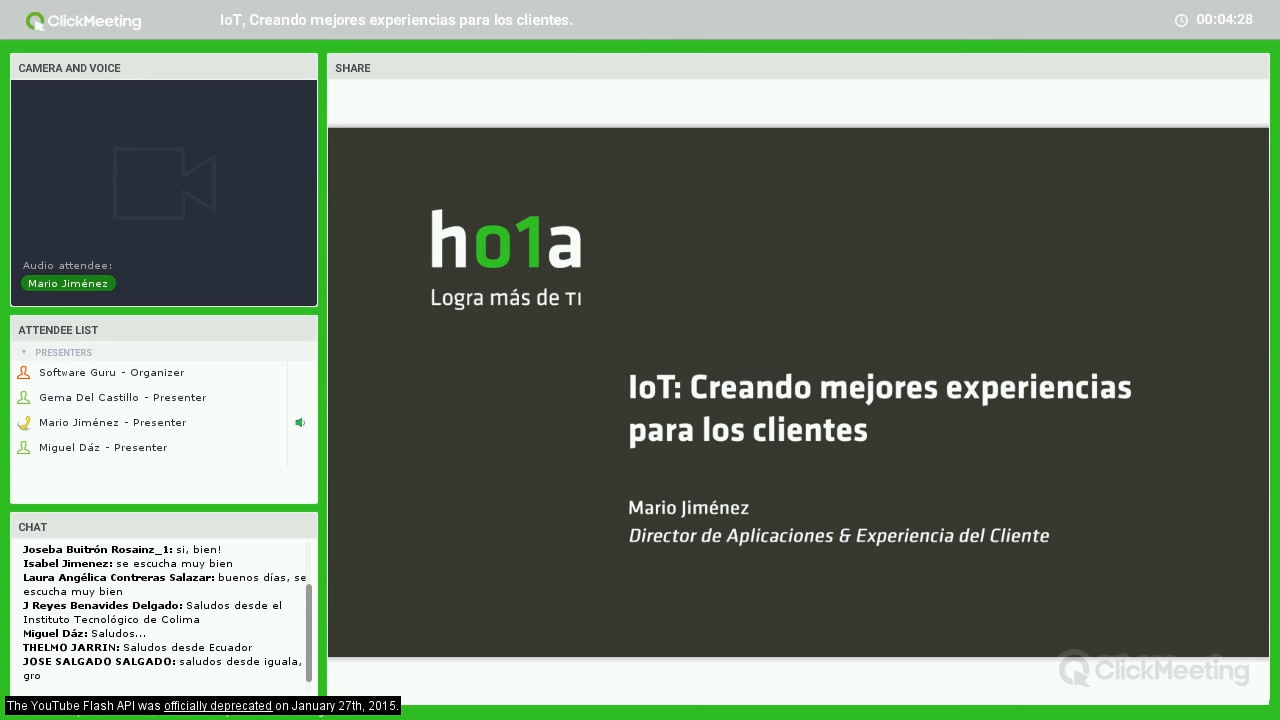 ClickMeeting
IoT, Creando mejores experiencias para los clientes.
00:04:28
CAMERA AND VOICE
Audio attendee:
Mario Jiménez
ATTENDEE LIST
PRESENTERS
Software Guru - Organizer
Gema Del Castillo - Presenter
Mario Jiménez - Presenter
Miguel Dáz - Presenter
CHAT
Joseba Buitrón Rosainz_1: si, bien!
Isabel Jimenez: se escucha muy bien
Laura Angélica Contreras Salazar: buenos días, se
escucha muy bien
J Reyes Benavides Delgado: Saludos desde el
Instituto Tecnológico de Colima
Miguel Dáz: Saludos...
THELMO JARRIN: Saludos desde Ecuador
JOSE SALGADO SALGADO: saludos desde iguala,
gro
The YouTube Flash API was officially deprecated on January 27th, 2015.
SHARE
ho1a
Logra más de TI
IoT: Creando mejores experiencias
para los clientes
Mario Jiménez
Director de Aplicaciones & Experiencia del Cliente
ClickMeeting